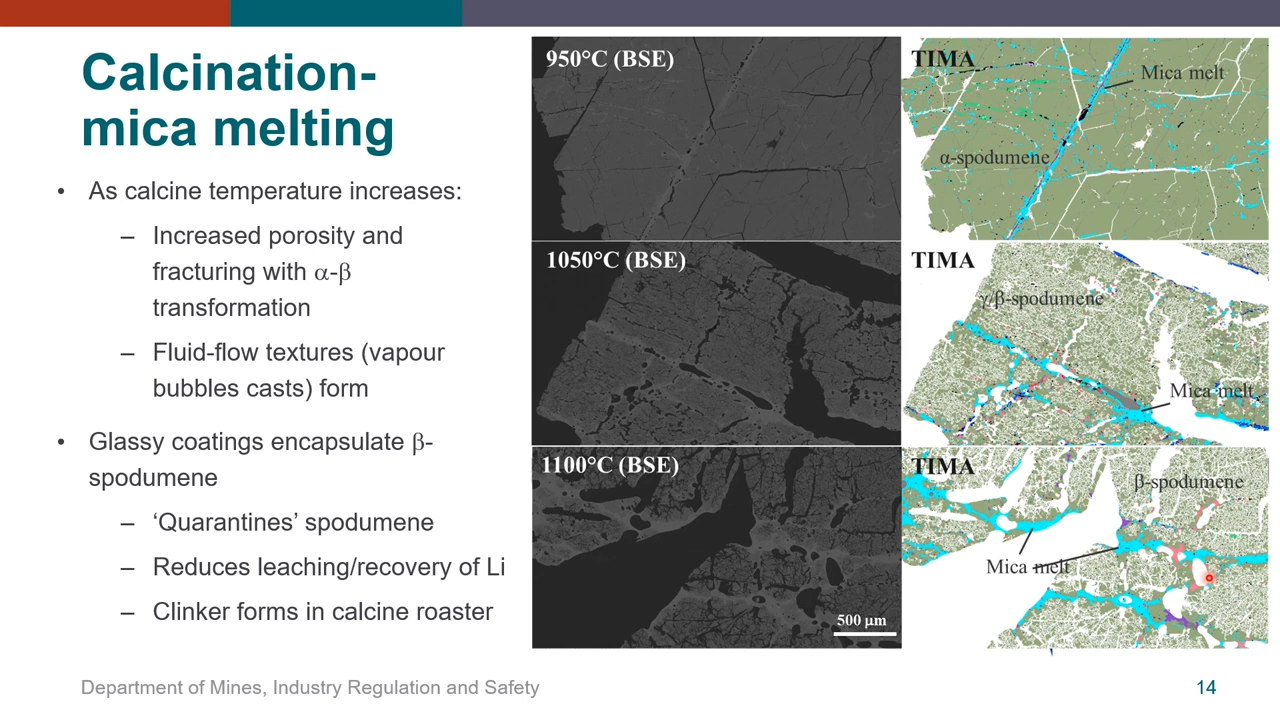 Calcination-
mica melting
• As calcine temperature increases:
– Increased porosity and
fracturing with α-β
transformation
– Fluid-flow textures (vapour
bubbles casts) form
• Glassy coatings encapsulate β-
spodumene
– ‘Quarantines’ spodumene
– Reduces leaching/recovery of Li
– Clinker forms in calcine roaster
950°C (BSE)
TIMA
Mica melt
α-spodumene
1050°C (BSE)
TIMA
γ/β-spodumene
Mica melt
1100°C (BSE)
TIMA
β-spodumene
Mica melt
500 µm
Department of Mines, Industry Regulation and Safety
14